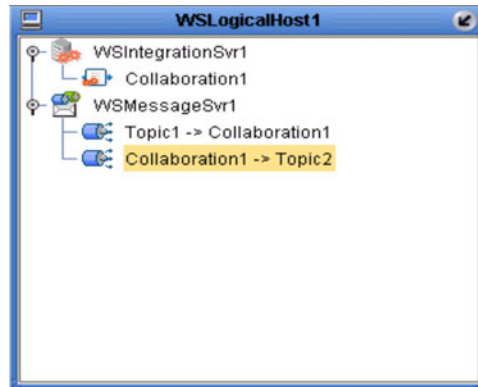 WSLogicalHost1
WSIntegrationSvr1
Collaboration1
WSMessageSvr1
Topic1 -> Collaboration1
Collaboration1 -> Topic2